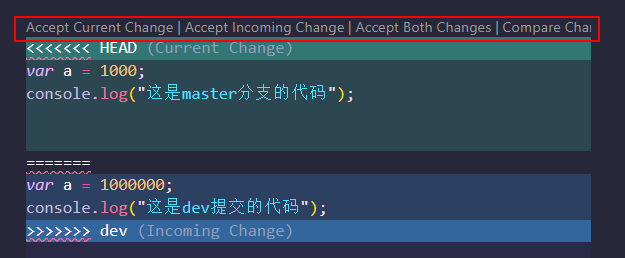 Accept Current Change | Accept Incoming Change | Accept Both Changes | Compare
<<<<<<< HEAD (Current Change)
var a = 1000;
console.log("这是master分支的代码");
=======
var a = 1000000;
console.log("这是dev提交的代码");
>>>>>>> dev (Incoming Change)